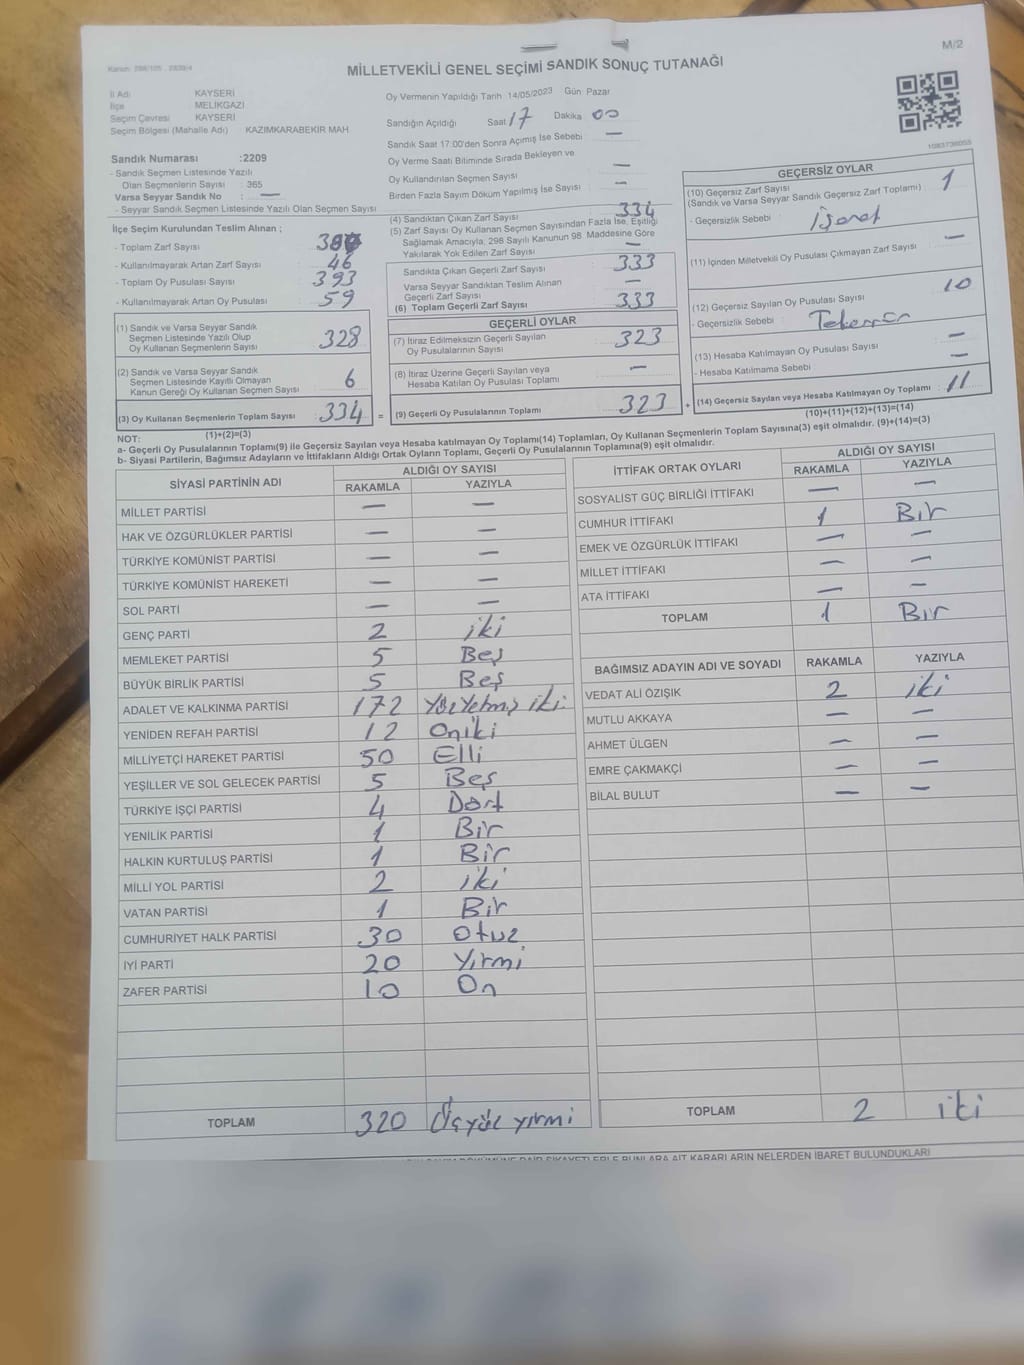 M/2
Kanun: 298/105 , 2839/4
MİLLETVEKİLİ GENEL SEÇİMİ SANDIK SONUÇ TUTANAĞI
İl Adı KAYSERİ
İlçe MELİKGAZİ
Seçim Çevresi KAYSERİ
Seçim Bölgesi (Mahalle Adı) KAZIMKARABEKIR MAH
Oy Vermenin Yapıldığı Tarih 14/05/2023 Gün Pazar
Sandığın Açıldığı Saat 17 Dakika 00
Sandık Saat 17:00'den Sonra Açımış İse Sebebi —
Oy Verme Saati Bitiminde Sırada Bekleyen ve
Oy Kullandırılan Seçmen Sayısı —
Birden Fazla Sayım Döküm Yapılmış İse Sayısı —
1083738055
Sandık Numarası :2209
- Sandık Seçmen Listesinde Yazılı
Olan Seçmenlerin Sayısı : 365
Varsa Seyyar Sandık No : —
- Seyyar Sandık Seçmen Listesinde Yazılı Olan Seçmen Sayısı
İlçe Seçim Kurulundan Teslim Alınan ;
- Toplam Zarf Sayısı
- Kullanılmayarak Artan Zarf Sayısı : 46
- Toplam Oy Pusulası Sayısı : 393
- Kullanılmayarak Artan Oy Pusulası : 59
(1) Sandık ve Varsa Seyyar Sandık
Seçmen Listesinde Yazılı Olup
Oy Kullanan Seçmenlerin Sayısı 328
(2) Sandık ve Varsa Seyyar Sandık
Seçmen Listesinde Kayıtlı Olmayan
Kanun Gereği Oy Kullanan Seçmen Sayısı 6
(3) Oy Kullanan Seçmenlerin Toplam Sayısı 334 =
(1)+(2)=(3)
(4) Sandıktan Çıkan Zarf Sayısı 334
(5) Zarf Sayısı Oy Kullanan Seçmen Sayısından Fazla İse, Eşitliği
Sağlamak Amacıyla, 298 Sayılı Kanunun 98. Maddesine Göre
Yakılarak Yok Edilen Zarf Sayısı —
Sandıkta Çıkan Geçerli Zarf Sayısı 333
Varsa Seyyar Sandıktan Teslim Alınan
Geçerli Zarf Sayısı —
(6) Toplam Geçerli Zarf Sayısı 333
GEÇERLİ OYLAR
(7) İtiraz Edilmeksizin Geçerli Sayılan
Oy Pusulalarının Sayısı 323
(8) İtiraz Üzerine Geçerli Sayılan veya
Hesaba Katılan Oy Pusulası Toplamı —
(9) Geçerli Oy Pusulalarının Toplamı 323 +
GEÇERSİZ OYLAR
(10) Geçersiz Zarf Sayısı
(Sandık ve Varsa Seyyar Sandık Geçersiz Zarf Toplamı) 1
- Geçersizlik Sebebi : İşaret
(11) İçinden Milletvekili Oy Pusulası Çıkmayan Zarf Sayısı —
(12) Geçersiz Sayılan Oy Pusulası Sayısı 10
- Geçersizlik Sebebi :
(13) Hesaba Katılmayan Oy Pusulası Sayısı —
- Hesaba Katılmama Sebebi —
(14) Geçersiz Sayılan veya Hesaba Katılmayan Oy Toplamı : 11
(10)+(11)+(12)+(13)=(14)
NOT:
a- Geçerli Oy Pusulalarının Toplamı(9) ile Geçersiz Sayılan veya Hesaba katılmayan Oy Toplamı(14) Toplamları, Oy Kullanan Seçmenlerin Toplam Sayısına(3) eşit olmalıdır. (9)+(14)=(3)
b- Siyasi Partilerin, Bağımsız Adayların ve İttifakların Aldığı Ortak Oyların Toplamı, Geçerli Oy Pusulalarının Toplamına(9) eşit olmalıdır.
SİYASİ PARTİNİN ADI ALDIĞI OY SAYISI
RAKAMLA YAZIYLA
MİLLET PARTİSİ — —
HAK VE ÖZGÜRLÜKLER PARTİSİ — —
TÜRKİYE KOMÜNİST PARTİSİ — —
TÜRKİYE KOMÜNİST HAREKETİ — —
SOL PARTİ — —
GENÇ PARTİ 2 iki
MEMLEKET PARTİSİ 5 Beş
BÜYÜK BİRLİK PARTİSİ 5 Beş
ADALET VE KALKINMA PARTİSİ 172 Yüzyetmiş iki
YENİDEN REFAH PARTİSİ 12 Oniki
MİLLİYETÇİ HAREKET PARTİSİ 50 Elli
YEŞİLLER VE SOL GELECEK PARTİSİ 5 Beş
TÜRKİYE İŞÇİ PARTİSİ 4 Dört
YENİLİK PARTİSİ 1 Bir
HALKIN KURTULUŞ PARTİSİ 1 Bir
MİLLİ YOL PARTİSİ 2 iki
VATAN PARTİSİ 1 Bir
CUMHURİYET HALK PARTİSİ 30 Otuz
İYİ PARTİ 20 Yirmi
ZAFER PARTİSİ 10 On
TOPLAM 320 Üçyüz yirmi
İTTİFAK ORTAK OYLARI ALDIĞI OY SAYISI
RAKAMLA YAZIYLA
SOSYALİST GÜÇ BİRLİĞİ İTTİFAKI — —
CUMHUR İTTİFAKI 1 Bir
EMEK VE ÖZGÜRLÜK İTTİFAKI — —
MİLLET İTTİFAKI — —
ATA İTTİFAKI — —
TOPLAM 1 Bir
BAĞIMSIZ ADAYIN ADI VE SOYADI RAKAMLA YAZIYLA
VEDAT ALİ ÖZIŞIK 2 iki
MUTLU AKKAYA — —
AHMET ÜLGEN — —
EMRE ÇAKMAKÇİ — —
BİLAL BULUT — —
TOPLAM 2 iki
DÖKÜMÜNE DAİR ŞİKAYETLERLE BUNLARA AİT KARARLARIN NELERDEN İBARET BULUNDUKLARI